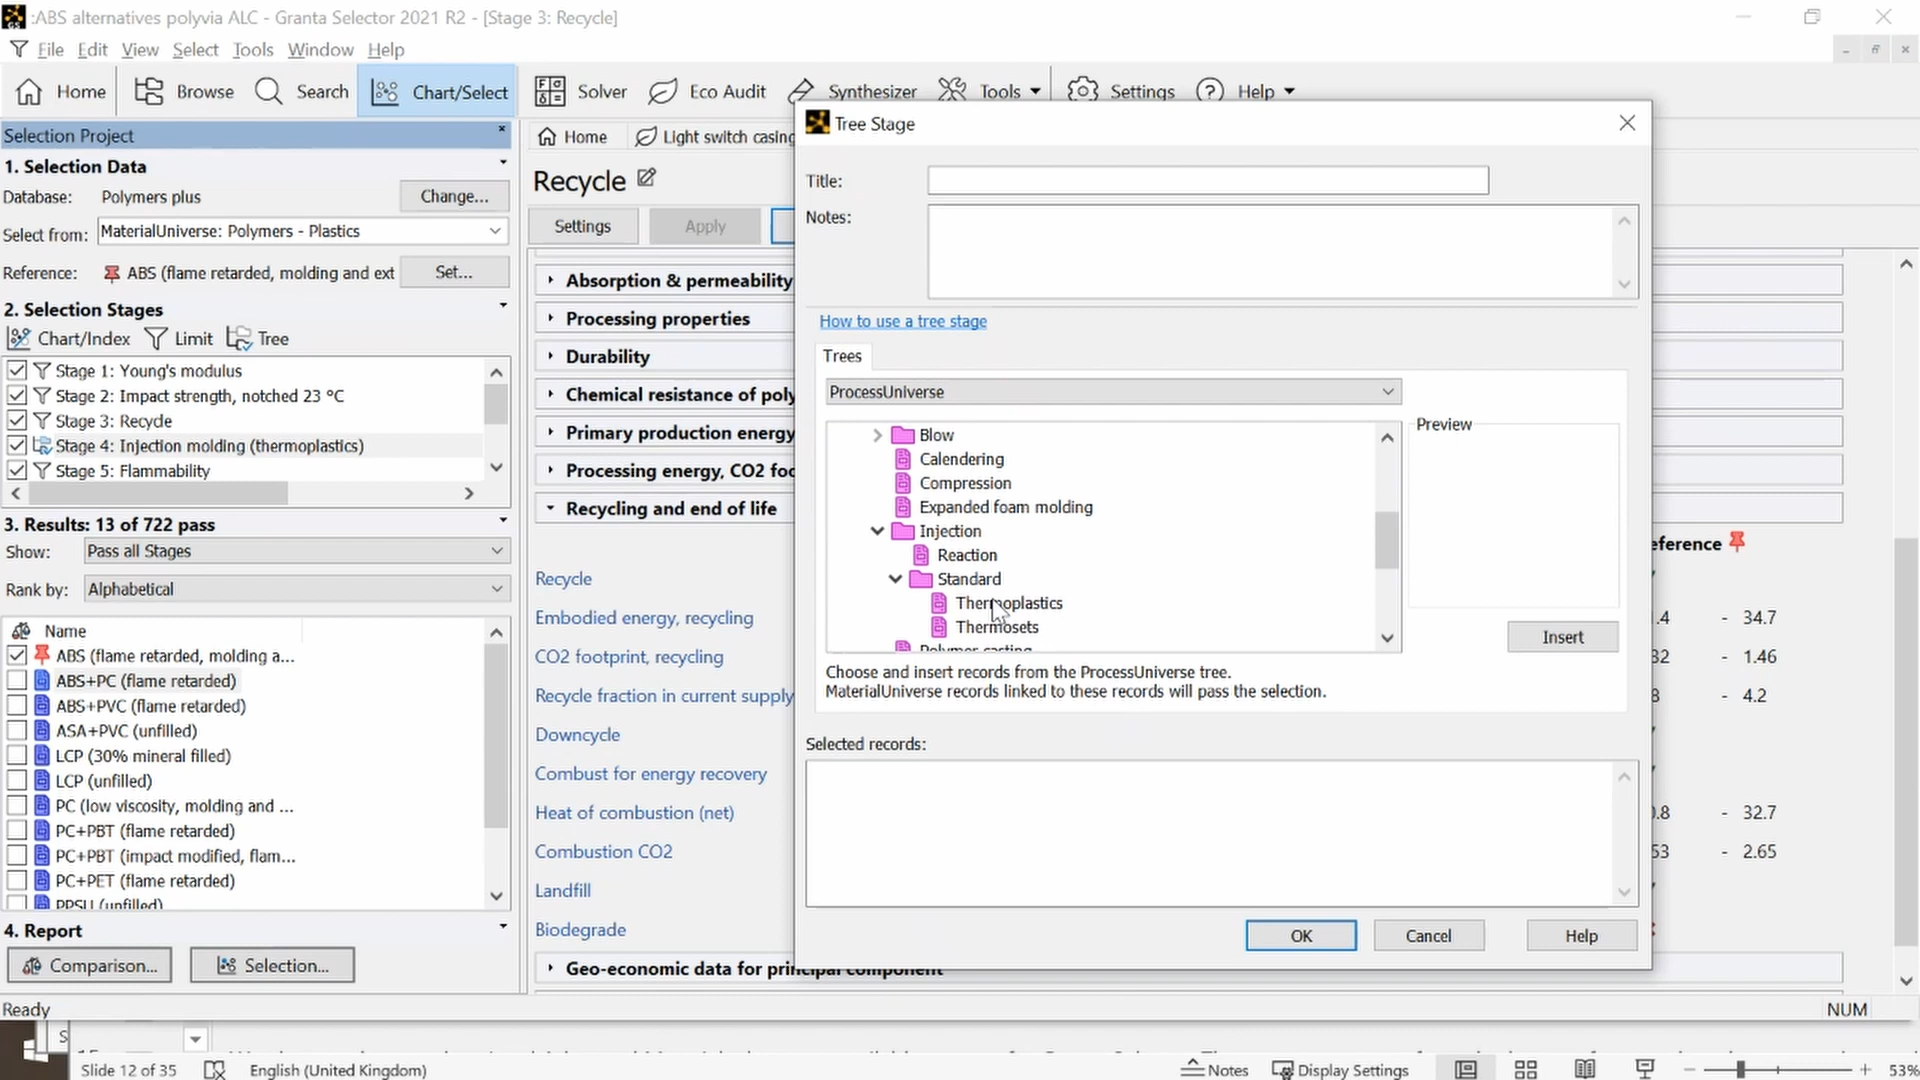 :ABS alternatives polyvia ALC - Granta Selector 2021 R2 - [Stage 3: Recycle]
File Edit View Select Tools Window Help
Home Browse Search Chart/Select Solver Eco Audit Synthesizer Tools Settings Help
Selection Project
1. Selection Data
Database: Polymers plus Change...
Select from: MaterialUniverse: Polymers - Plastics
Reference: ABS (flame retarded, molding and ext Set...
2. Selection Stages
Chart/Index Limit Tree
Stage 1: Young's modulus
Stage 2: Impact strength, notched 23 °C
Stage 3: Recycle
Stage 4: Injection molding (thermoplastics)
Stage 5: Flammability
3. Results: 13 of 722 pass
Show: Pass all Stages
Rank by: Alphabetical
Name
ABS (flame retarded, molding a...
ABS+PC (flame retarded)
ABS+PVC (flame retarded)
ASA+PVC (unfilled)
LCP (30% mineral filled)
LCP (unfilled)
PC (low viscosity, molding and ...
PC+PBT (flame retarded)
PC+PBT (impact modified, flam...
PC+PET (flame retarded)
PPSU (unfilled)
4. Report
Comparison... Selection...
Ready
Home Light switch casing
Recycle
Settings Apply
Absorption & permeability
Processing properties
Durability
Chemical resistance of poly
Primary production energy
Processing energy, CO2 foo
Recycling and end of life
eference
Recycle
Embodied energy, recycling .4 - 34.7
CO2 footprint, recycling 32 - 1.46
Recycle fraction in current supply 8 - 4.2
Downcycle
Combust for energy recovery
Heat of combustion (net) 0.8 - 32.7
Combustion CO2 53 - 2.65
Landfill
Biodegrade
Geo-economic data for principal component
Tree Stage
Title:
Notes:
How to use a tree stage
Trees
ProcessUniverse
Blow
Calendering
Compression
Expanded foam molding
Injection
Reaction
Standard
Thermoplastics
Thermosets
Polymer casting
Preview
Insert
Choose and insert records from the ProcessUniverse tree.
MaterialUniverse records linked to these records will pass the selection.
Selected records:
OK Cancel Help
NUM
S
Slide 12 of 35 English (United Kingdom) Notes Display Settings 53%